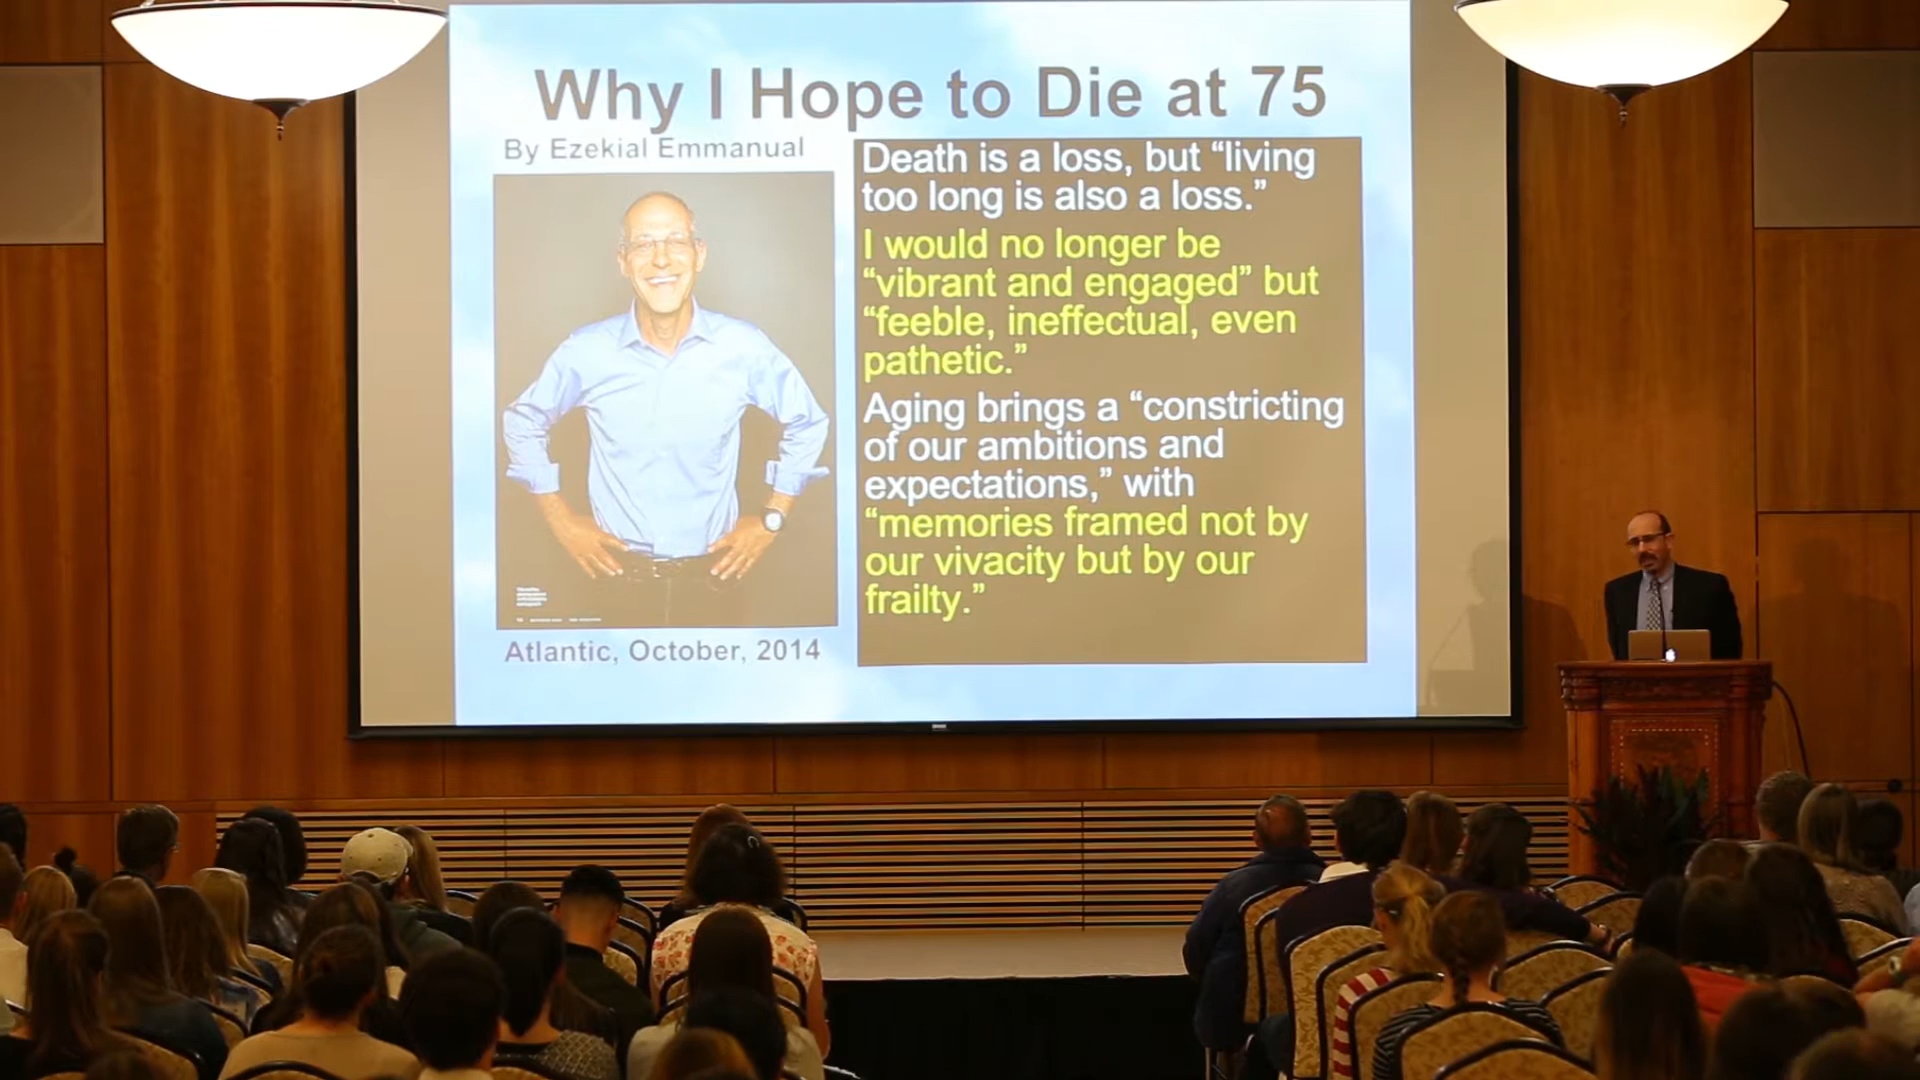 Why I Hope to Die at 75
By Ezekial Emmanual
Death is a loss, but “living
too long is also a loss.”
I would no longer be
“vibrant and engaged” but
“feeble, ineffectual, even
pathetic.”
Aging brings a “constricting
of our ambitions and
expectations,” with
“memories framed not by
our vivacity but by our
frailty.”
Atlantic, October, 2014